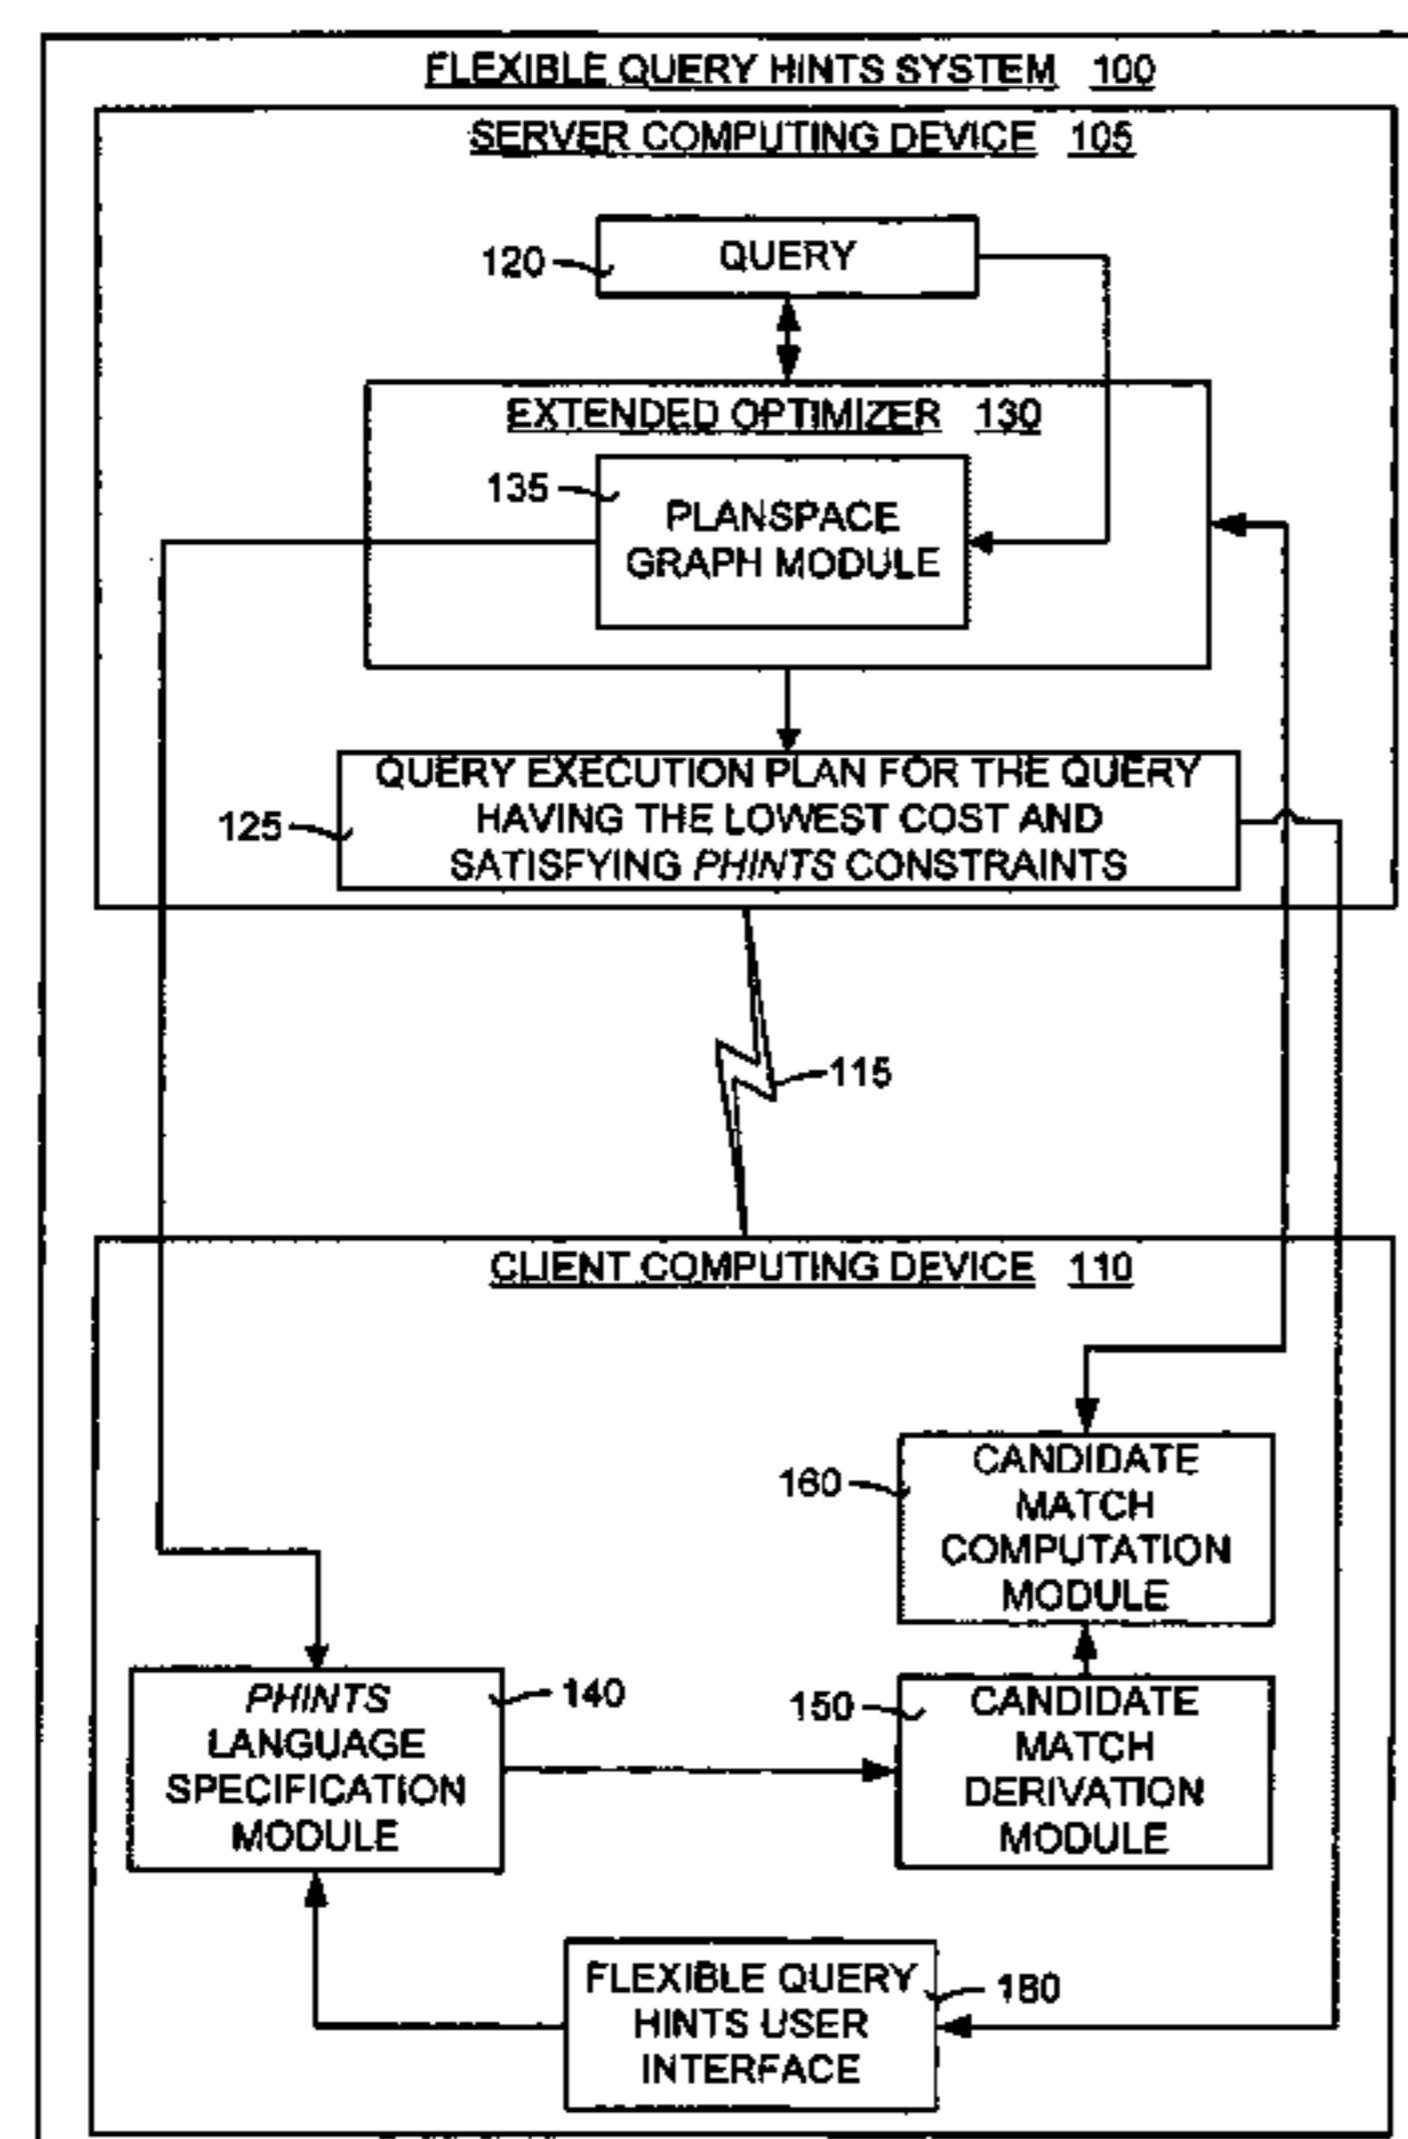 FLEXIBLE QUERY HINTS SYSTEM 100
SERVER COMPUTING DEVICE 105
120
QUERY
EXTENDED OPTIMIZER 130
135
PLANSPACE
GRAPH MODULE
125
QUERY EXECUTION PLAN FOR THE QUERY
HAVING THE LOWEST COST AND
SATISFYING PHINTS CONSTRAINTS
115
CLIENT COMPUTING DEVICE 110
160
CANDIDATE
MATCH
COMPUTATION
MODULE
PHINTS
LANGUAGE
SPECIFICATION
MODULE
140
150
CANDIDATE
MATCH
DERIVATION
MODULE
FLEXIBLE QUERY
HINTS USER
INTERFACE
180